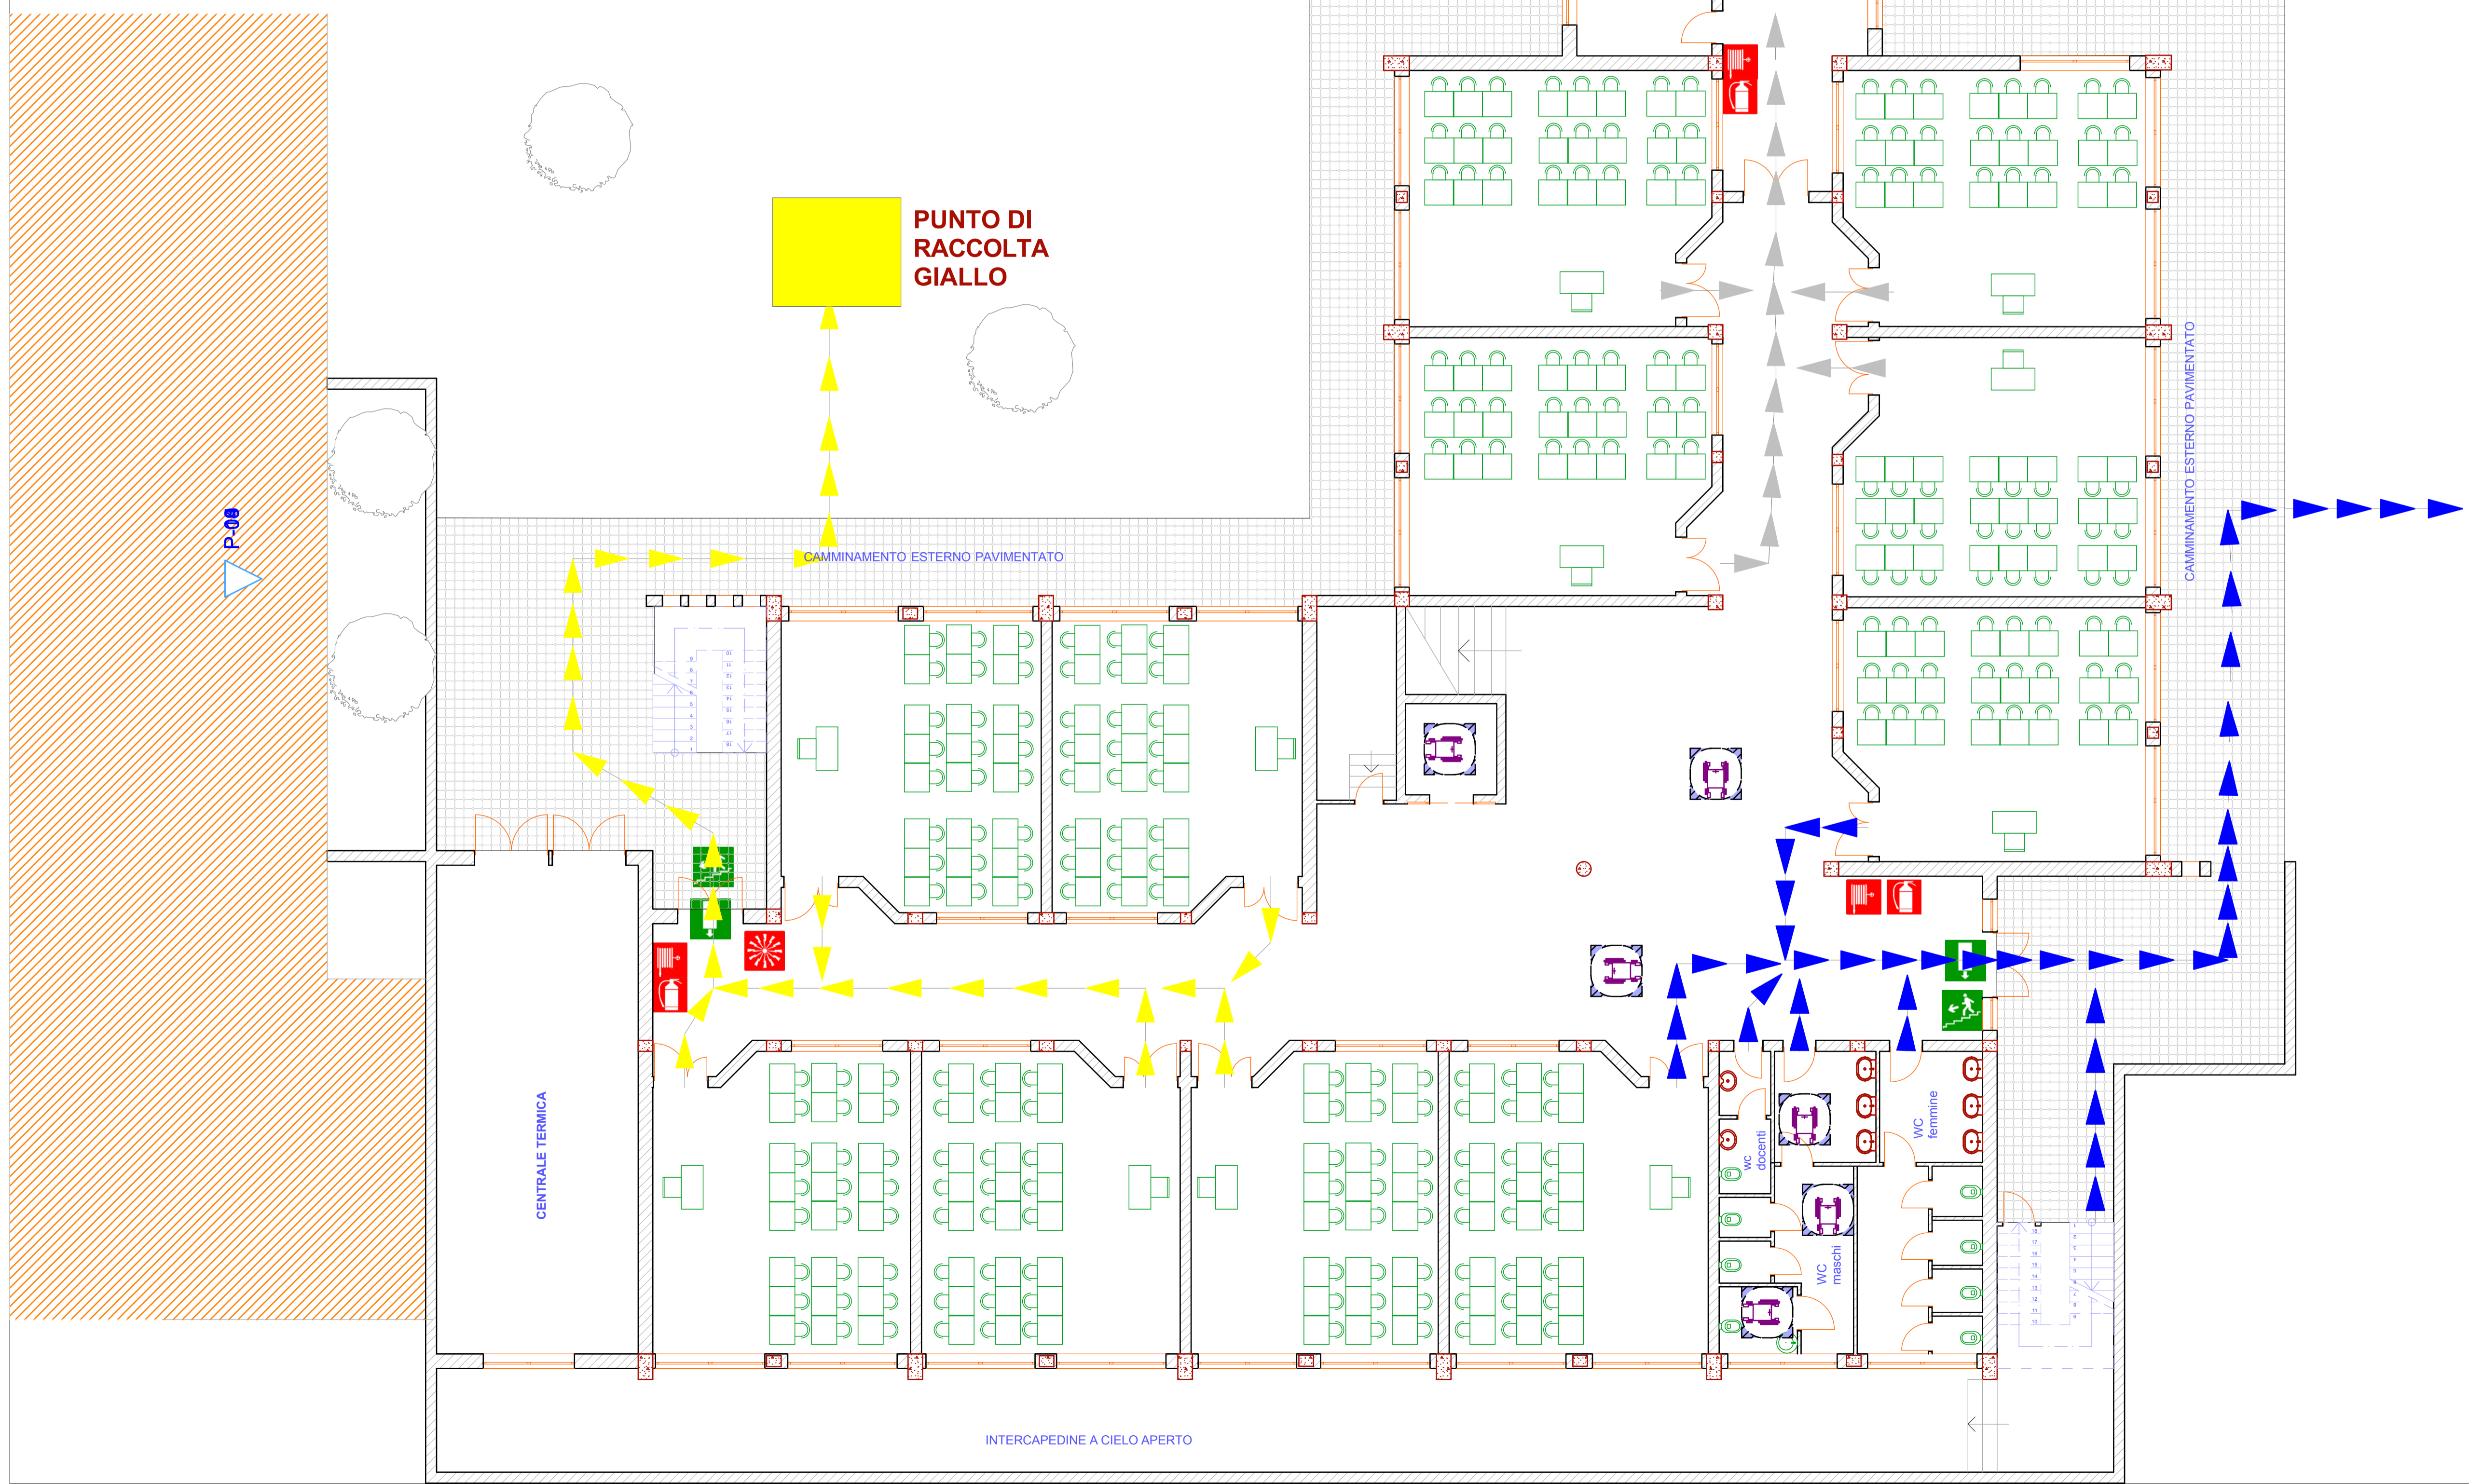 PUNTO DI
RACCOLTA
GIALLO
CAMMINAMENTO ESTERNO PAVIMENTATO
CAMMINAMENTO ESTERNO PAVIMENTATO
CENTRALE TERMICA
wc
docenti
WC
femmine
WC
maschi
INTERCAPEDINE A CIELO APERTO